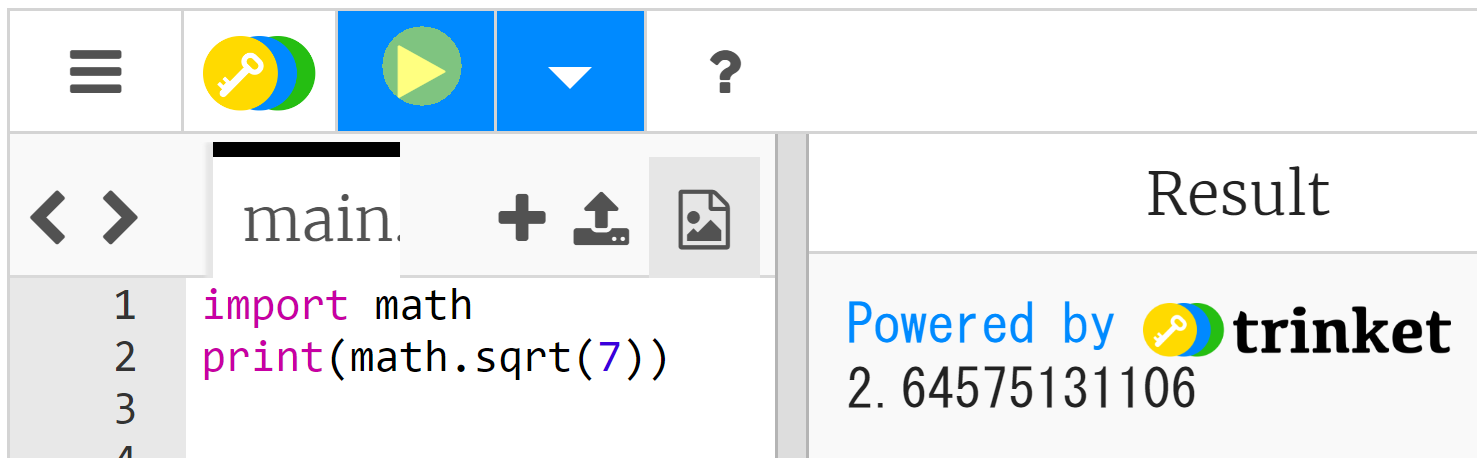 ?
main.
Result
1 import math
2 print(math.sqrt(7))
3
Powered by trinket
2.64575131106